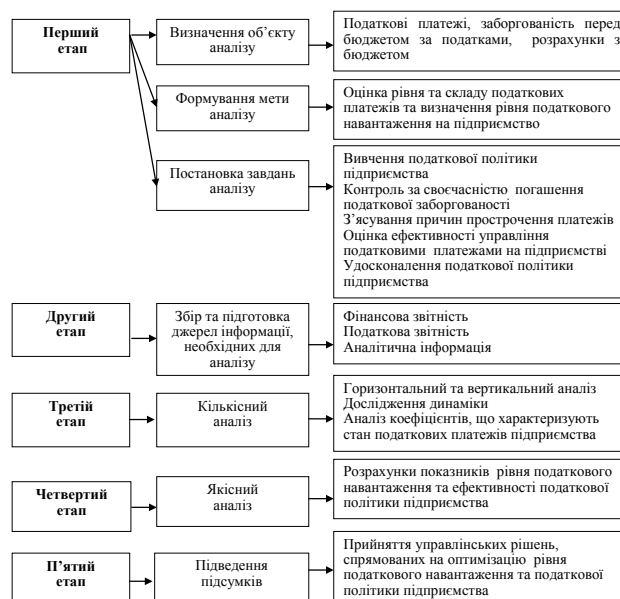 Перший
етап
Визначення об’єкту
аналізу
Податкові платежі, заборгованість перед
бюджетом за податками, розрахунки з
бюджетом
Формування мети
аналізу
Оцінка рівня та складу податкових
платежів та визначення рівня податкового
навантаження на підприємство
Постановка завдань
аналізу
Вивчення податкової політики
підприємства
Контроль за своєчасністю погашення
податкової заборгованості
З’ясування причин прострочення платежів
Оцінка ефективності управління
податковими платежами на підприємстві
Удосконалення податкової політики
підприємства
Другий
етап
Збір та підготовка
джерел інформації,
необхідних для
аналізу
Фінансова звітність
Податкова звітність
Аналітична інформація
Третій
етап
Кількісний
аналіз
Горизонтальний та вертикальний аналіз
Дослідження динаміки
Аналіз коефіцієнтів, що характеризують
стан податкових платежів підприємства
Четвертий
етап
Якісний
аналіз
Розрахунки показників рівня податкового
навантаження та ефективності податкової
політики підприємства
П’ятий
етап
Підведення
підсумків
Прийняття управлінських рішень,
спрямованих на оптимізацію рівня
податкового навантаження та податкової
політики підприємства